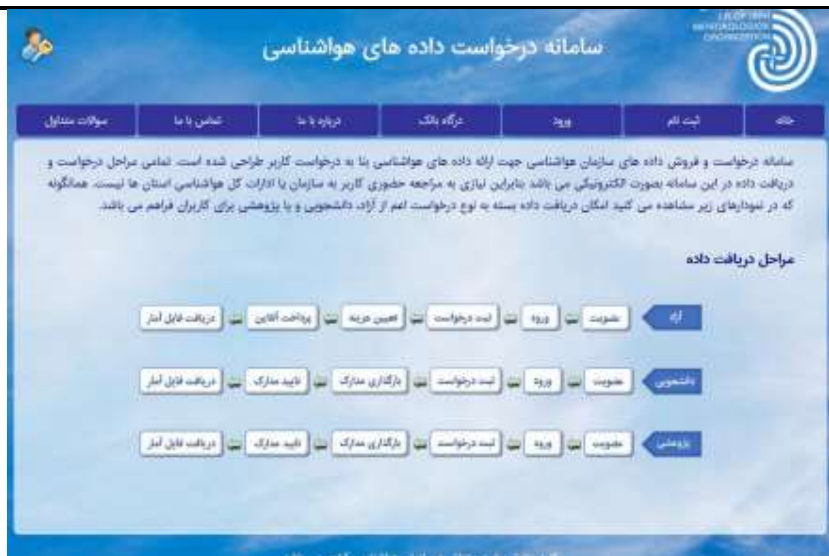 I.R.OF IRAN
METEOROLOGICAL
ORGANIZATION
سامانه درخواست داده های هواشناسی
خانه ثبت نام ورود درگاه بانک درباره با ما تماس با ما سوالات متداول
سامانه درخواست و فروش داده های سازمان هواشناسی جهت ارائه داده های هواشناسی بنا به درخواست کاربر طراحی شده است. تمامی مراحل درخواست و
دریافت داده در این سامانه بصورت الکترونیکی می باشد بنابراین نیازی به مراجعه حضوری کاربر به سازمان یا ادارات کل هواشناسی استان ها نیست. همانگونه
که در نمودارهای زیر مشاهده می کنید امکان دریافت داده بسته به نوع درخواست اعم از آزاد، دانشجویی و یا پژوهشی برای کاربران فراهم می باشد.
مراحل دریافت داده
آزاد عضویت ورود ثبت درخواست تعیین هزینه پرداخت آنلاین دریافت فایل آمار
دانشجویی عضویت ورود ثبت درخواست بارگذاری مدارک تایید مدارک دریافت فایل آمار
پژوهشی عضویت ورود ثبت درخواست بارگذاری مدارک تایید مدارک دریافت فایل آمار